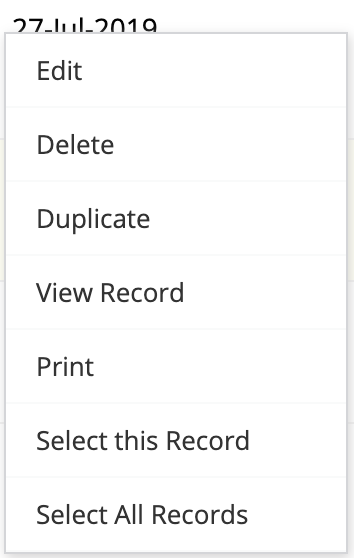 27-Jul-2019
Edit
Delete
Duplicate
View Record
Print
Select this Record
Select All Records